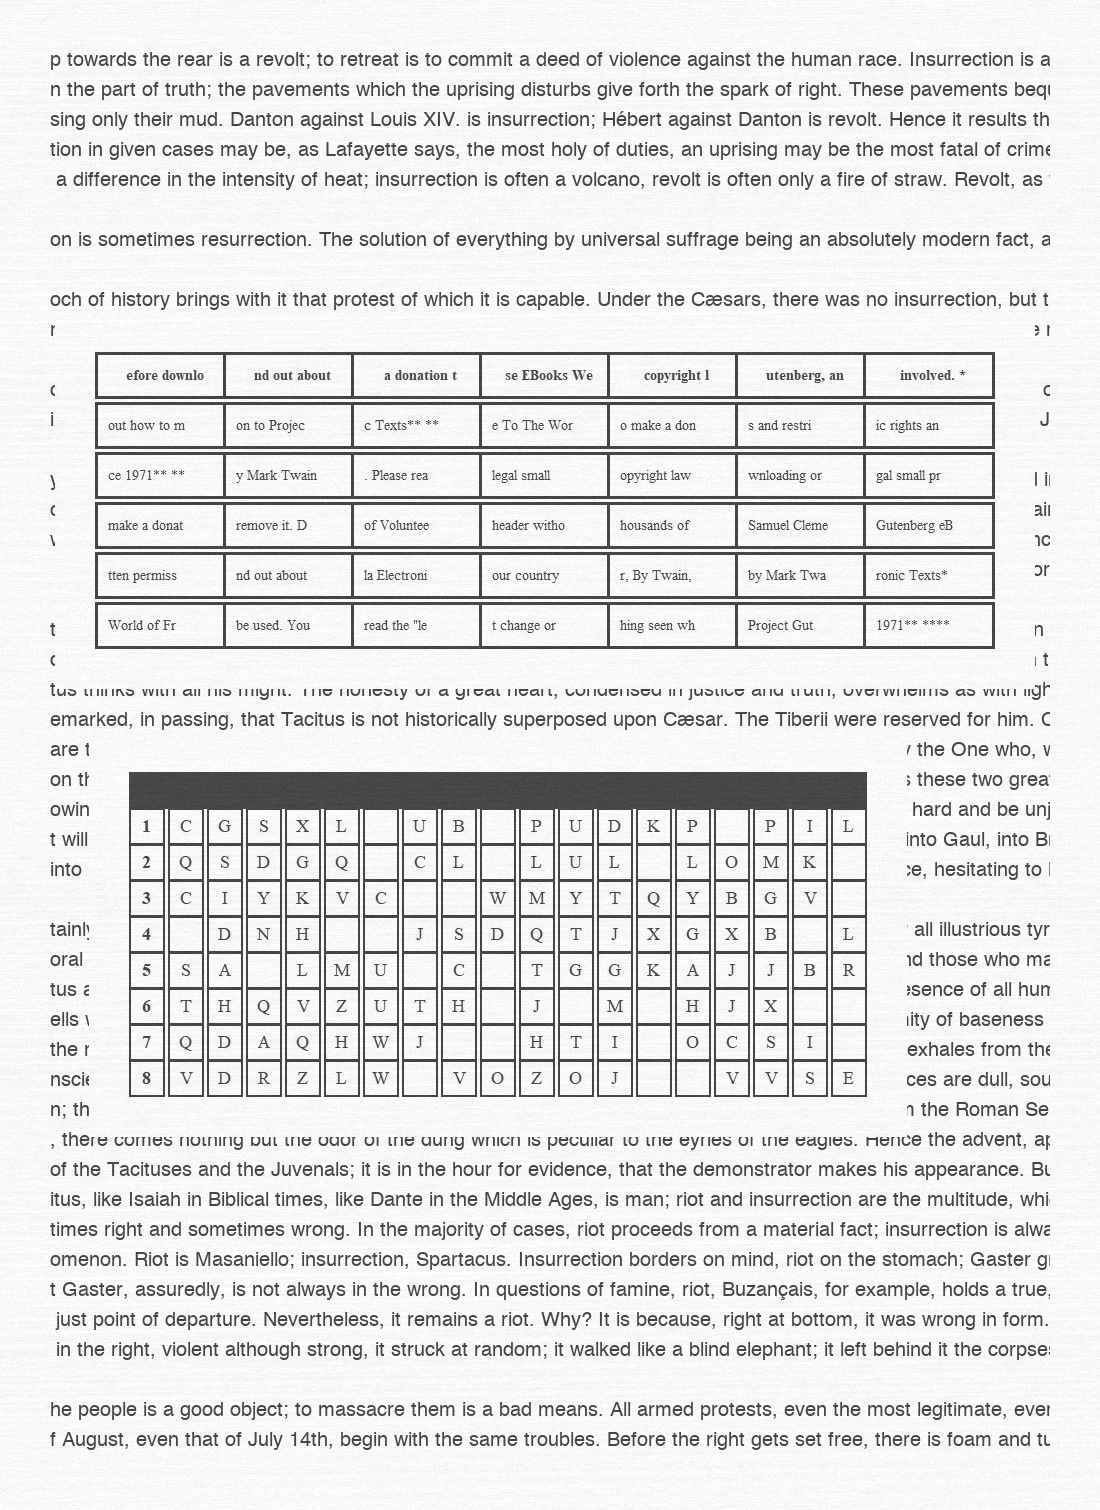 p towards the rear is a revolt; to retreat is to commit a deed of violence against the human race. Insurrection is a
n the part of truth; the pavements which the uprising disturbs give forth the spark of right. These pavements bequ
sing only their mud. Danton against Louis XIV. is insurrection; Hébert against Danton is revolt. Hence it results th
tion in given cases may be, as Lafayette says, the most holy of duties, an uprising may be the most fatal of crime
a difference in the intensity of heat; insurrection is often a volcano, revolt is often only a fire of straw. Revolt, as
on is sometimes resurrection. The solution of everything by universal suffrage being an absolutely modern fact, a
och of history brings with it that protest of which it is capable. Under the Cæsars, there was no insurrection, but t
efore downlo nd out about a donation t se EBooks We copyright l utenberg, an involved. *
out how to m on to Projec c Texts** ** e To The Wor o make a don s and restri ic rights an
ce 1971** ** y Mark Twain . Please rea legal small opyright law wnloading or gal small pr
make a donat remove it. D of Voluntee header witho housands of Samuel Cleme Gutenberg eB
tten permiss nd out about la Electroni our country r, By Twain, by Mark Twa ronic Texts*
World of Fr be used. You read the "le t change or hing seen wh Project Gut 1971** ****
tus thinks with all his might. The honesty of a great heart, condensed in justice and truth, overwhelms as with ligh
emarked, in passing, that Tacitus is not historically superposed upon Cæsar. The Tiberii were reserved for him. C
are t the One who, w
on th these two grea
owin hard and be unj
t will into Gaul, into B
into ce, hesitating to
1 C G S X L U B P U D K P P I L
2 Q S D G Q C L L U L L O M K
3 C I Y K V C W M Y T Q Y B G V
4 D N H J S D Q T J X G X B L
5 S A L M U C T G G K A J J B R
6 T H Q V Z U T H J M H J X
7 Q D A Q H W J H T I O C S I
8 V D R Z L W V O Z O J V V S E
tainly all illustrious tyr
oral nd those who ma
tus a esence of all hum
ells ity of baseness
the exhales from the
nscie ces are dull, sou
n; th the Roman Se
, there comes nothing but the odor of the dung which is peculiar to the eyries of the eagles. Hence the advent, ap
of the Tacituses and the Juvenals; it is in the hour for evidence, that the demonstrator makes his appearance. Bu
itus, like Isaiah in Biblical times, like Dante in the Middle Ages, is man; riot and insurrection are the multitude, whi
times right and sometimes wrong. In the majority of cases, riot proceeds from a material fact; insurrection is alwa
omenon. Riot is Masaniello; insurrection, Spartacus. Insurrection borders on mind, riot on the stomach; Gaster g
t Gaster, assuredly, is not always in the wrong. In questions of famine, riot, Buzançais, for example, holds a true,
just point of departure. Nevertheless, it remains a riot. Why? It is because, right at bottom, it was wrong in form.
in the right, violent although strong, it struck at random; it walked like a blind elephant; it left behind it the corpses
he people is a good object; to massacre them is a bad means. All armed protests, even the most legitimate, ever
f August, even that of July 14th, begin with the same troubles. Before the right gets set free, there is foam and tu